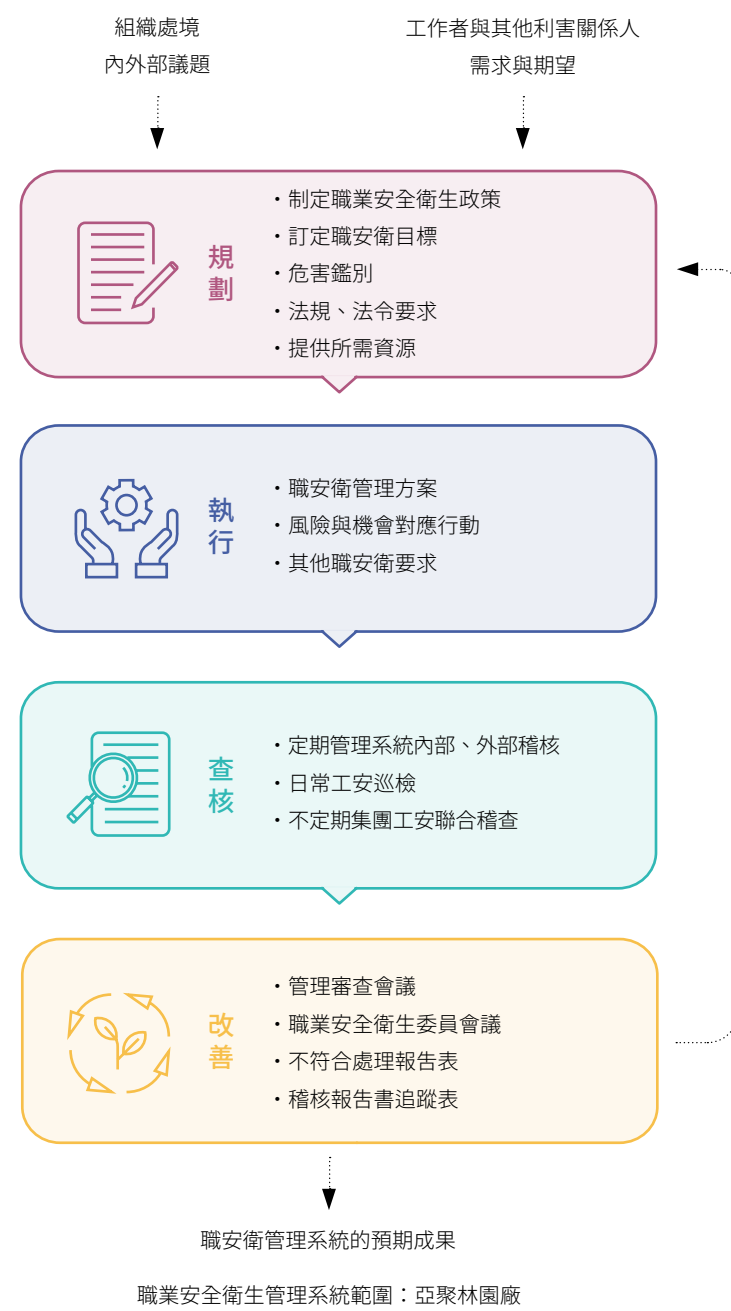 組織處境
內外部議題
工作者與其他利害關係人
需求與期望
規劃
・制定職業安全衛生政策
・訂定職安衛目標
・危害鑑別
・法規、法令要求
・提供所需資源
執行
・職安衛管理方案
・風險與機會對應行動
・其他職安衛要求
查核
・定期管理系統內部、外部稽核
・日常工安巡檢
・不定期集團工安聯合稽查
改善
・管理審查會議
・職業安全衛生委員會議
・不符合處理報告表
・稽核報告書追蹤表
職安衛管理系統的預期成果
職業安全衛生管理系統範圍：亞聚林園廠